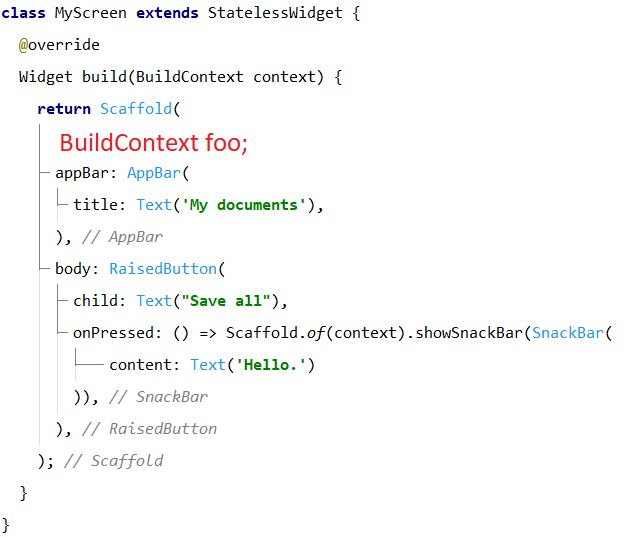 class MyScreen extends StatelessWidget {
@override
Widget build(BuildContext context) {
return Scaffold(
BuildContext foo;
appBar: AppBar(
title: Text('My documents'),
), // AppBar
body: RaisedButton(
child: Text("Save all"),
onPressed: () => Scaffold.of(context).showSnackBar(SnackBar(
content: Text('Hello.')
)), // SnackBar
), // RaisedButton
); // Scaffold
}
}